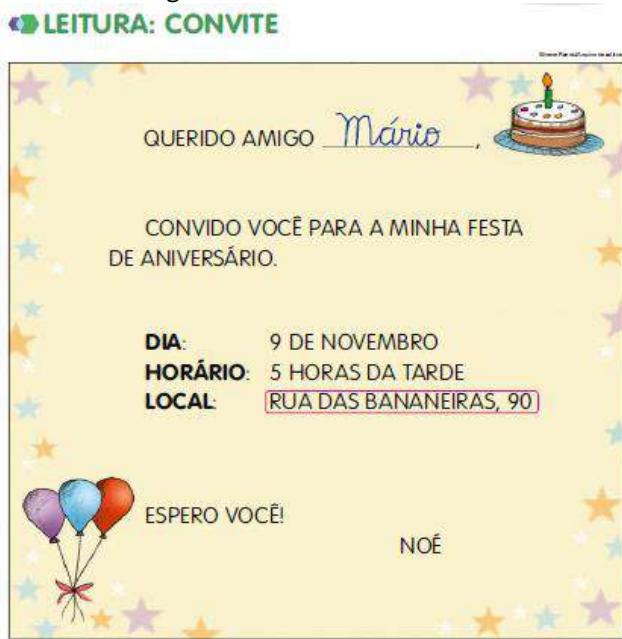 LEITURA: CONVITE
QUERIDO AMIGO Mário,
CONVIDO VOCÊ PARA A MINHA FESTA
DE ANIVERSÁRIO.
DIA: 9 DE NOVEMBRO
HORÁRIO: 5 HORAS DA TARDE
LOCAL: RUA DAS BANANEIRAS, 90
ESPERO VOCÊ!
NOÉ